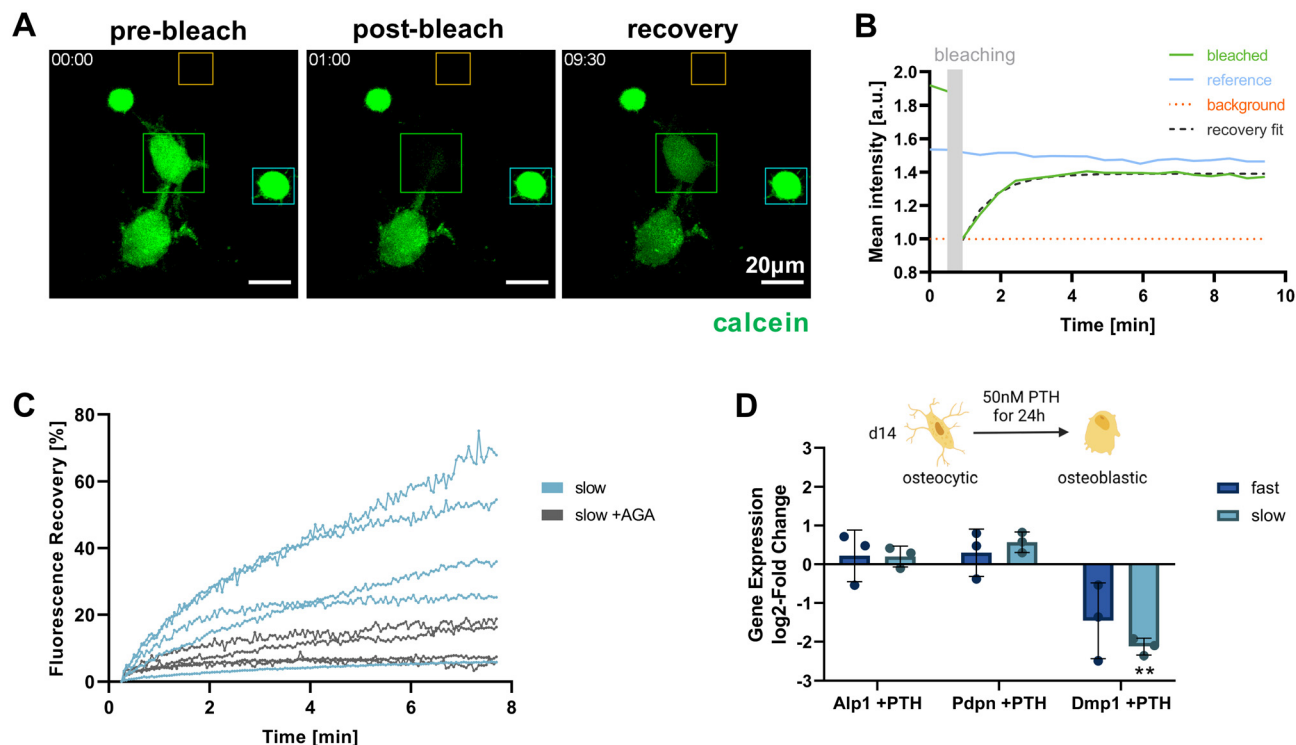 A
pre-bleach
post-bleach
recovery
00:00
01:00
09:30
20µm
calcein
B
bleaching
bleached
reference
background
recovery fit
Mean intensity [a.u.]
2.0
1.8
1.6
1.4
1.2
1.0
0.8
0
2
4
6
8
10
Time [min]
C
Fluorescence Recovery [%]
80
60
40
20
0
0
2
4
6
8
Time [min]
slow
slow +AGA
D
50nM PTH
for 24h
d14
osteocytic
osteoblastic
fast
slow
Gene Expression
log2-Fold Change
3
2
1
0
-1
-2
-3
**
Alp1 +PTH
Pdpn +PTH
Dmp1 +PTH